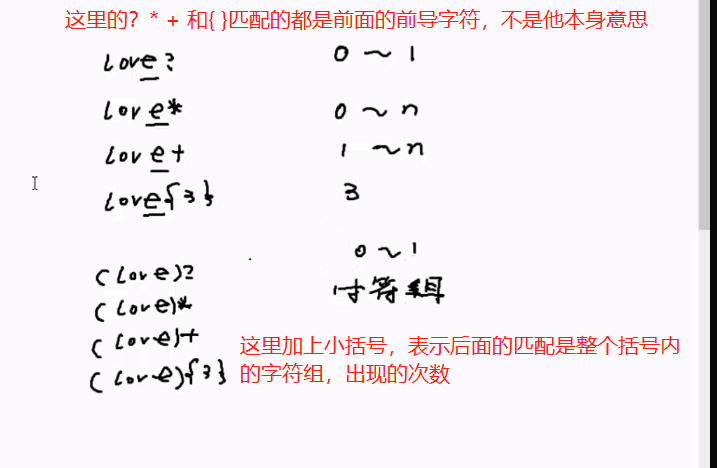 这里的？* + 和{ }匹配的都是前面的前导字符，不是他本身意思
love? 0～1
love* 0～n
love+ 1～n
love{3} 3
0～1
(love)? 字符组
(love)*
(love)+
(love){3}
这里加上小括号，表示后面的匹配是整个括号内
的字符组，出现的次数